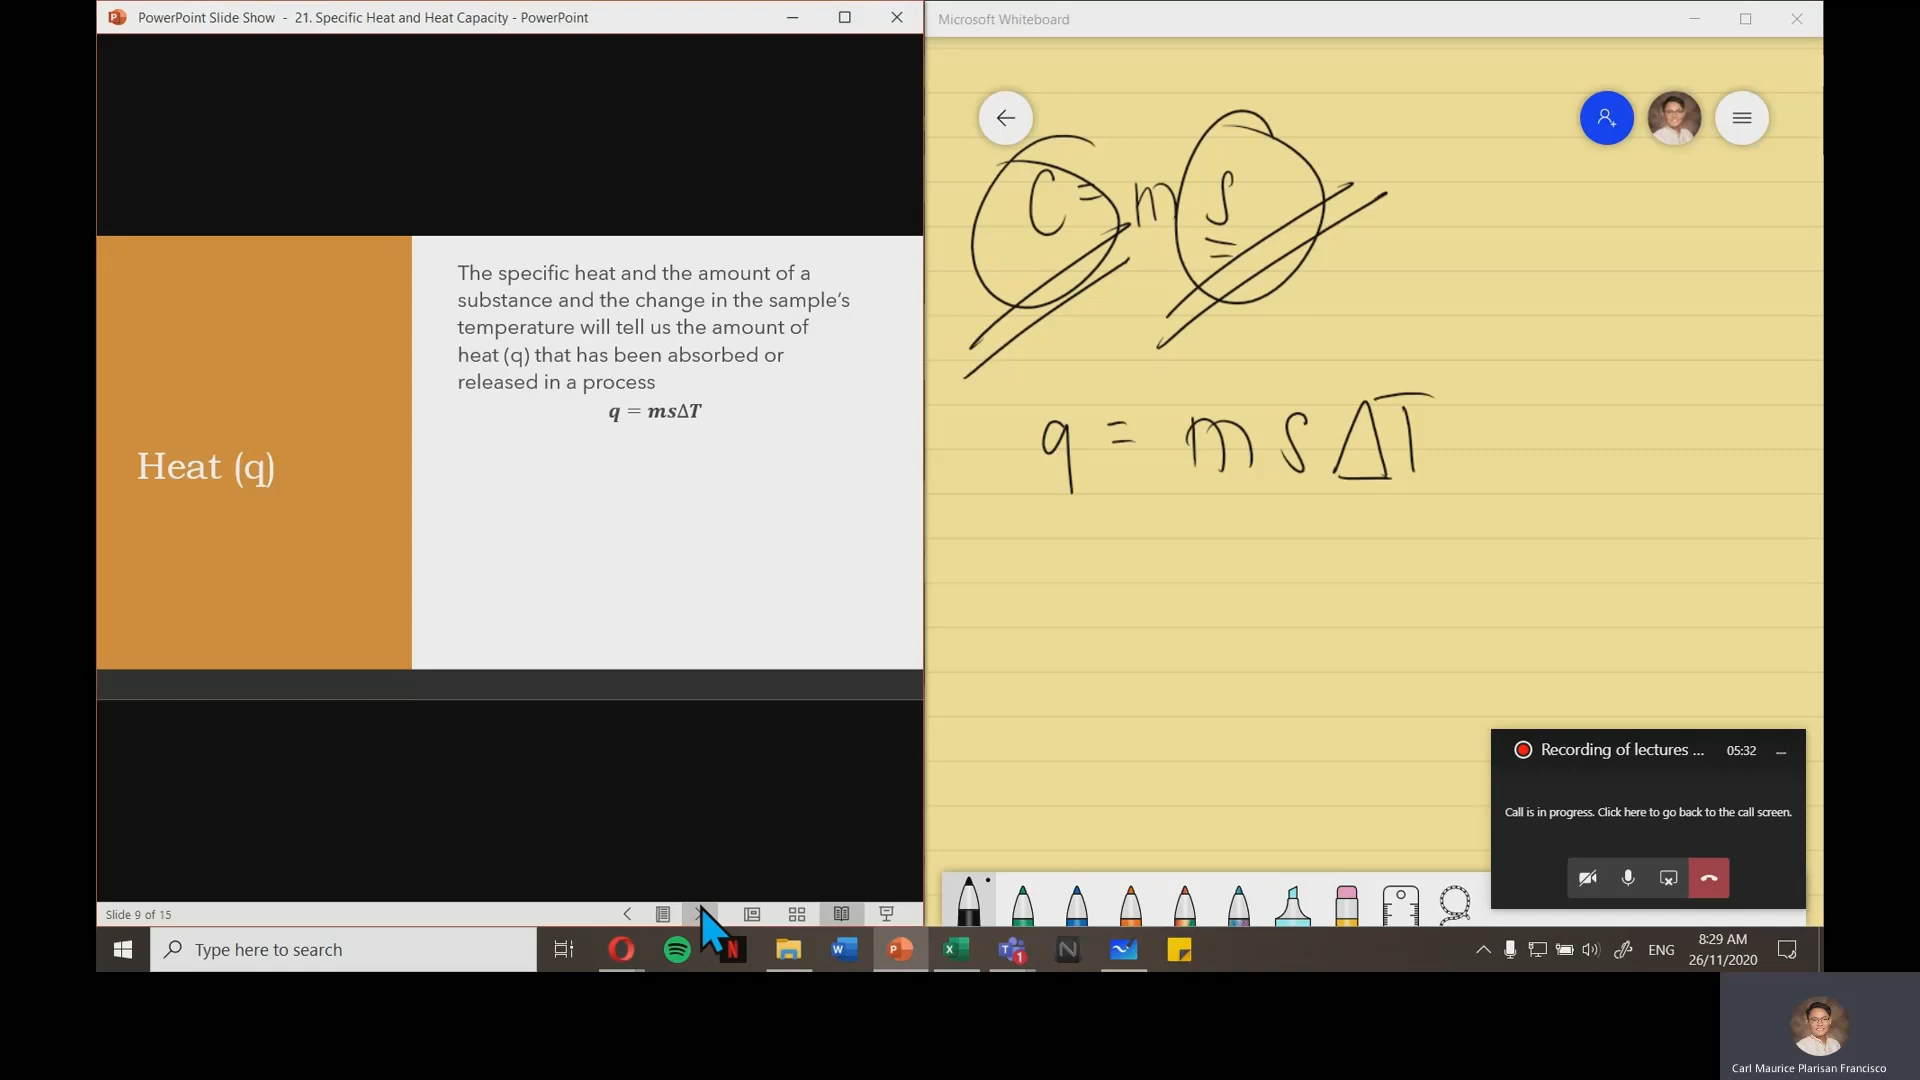 PowerPoint Slide Show - 21. Specific Heat and Heat Capacity - PowerPoint
The specific heat and the amount of a
substance and the change in the sample's
temperature will tell us the amount of
heat (q) that has been absorbed or
released in a process
q = msΔT
Heat (q)
Slide 9 of 15
Microsoft Whiteboard
C = m s
q = m s ΔT
Recording of lectures ... 05:32
Call is in progress. Click here to go back to the call screen.
Type here to search
ENG
8:29 AM
26/11/2020
Carl Maurice Plarisan Francisco